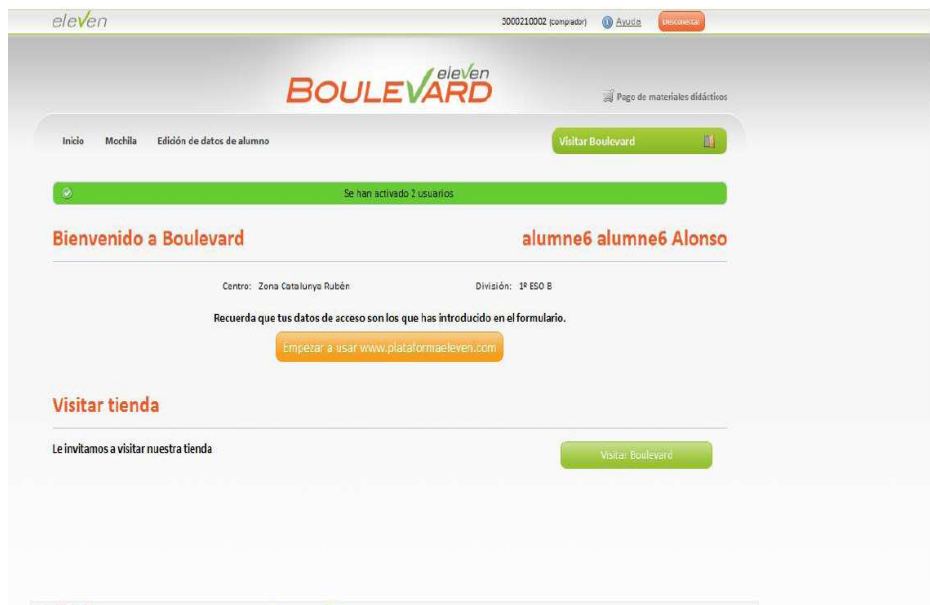 eleven
3000210002 (comprador) Ayuda Desconectar
BOULEVARD eleven
Pago de materiales didácticos
Inicio Mochila Edición de datos de alumno Visitar Boulevard
Se han activado 2 usuarios
Bienvenido a Boulevard alumne6 alumne6 Alonso
Centro: Zona Catalunya Rubén División: 1º ESO B
Recuerda que tus datos de acceso son los que has introducido en el formulario.
Empezar a usar www.plataformaeleven.com
Visitar tienda
Le invitamos a visitar nuestra tienda Visitar Boulevard